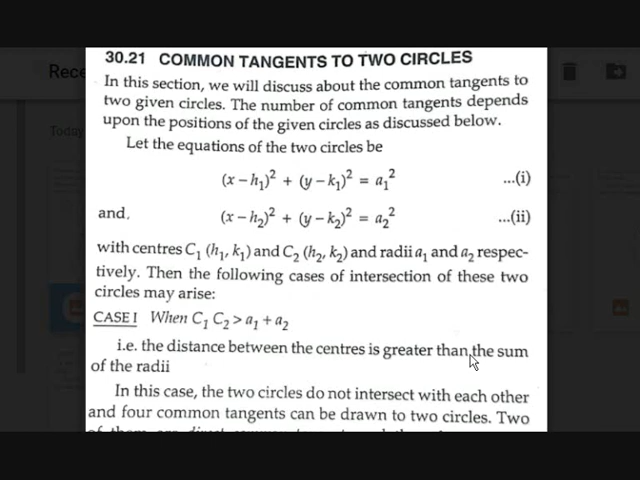 Rece
Today
30.21 COMMON TANGENTS TO TWO CIRCLES
In this section, we will discuss about the common tangents to
two given circles. The number of common tangents depends
upon the positions of the given circles as discussed below.
Let the equations of the two circles be
(x – h₁)² + (y – k₁)² = a₁² ...(i)
and, (x – h₂)² + (y – k₂)² = a₂² ...(ii)
with centres C₁ (h₁, k₁) and C₂ (h₂, k₂) and radii a₁ and a₂ respec-
tively. Then the following cases of intersection of these two
circles may arise:
CASE I When C₁ C₂ > a₁ + a₂
i.e. the distance between the centres is greater than the sum
of the radii
In this case, the two circles do not intersect with each other
and four common tangents can be drawn to two circles. Two